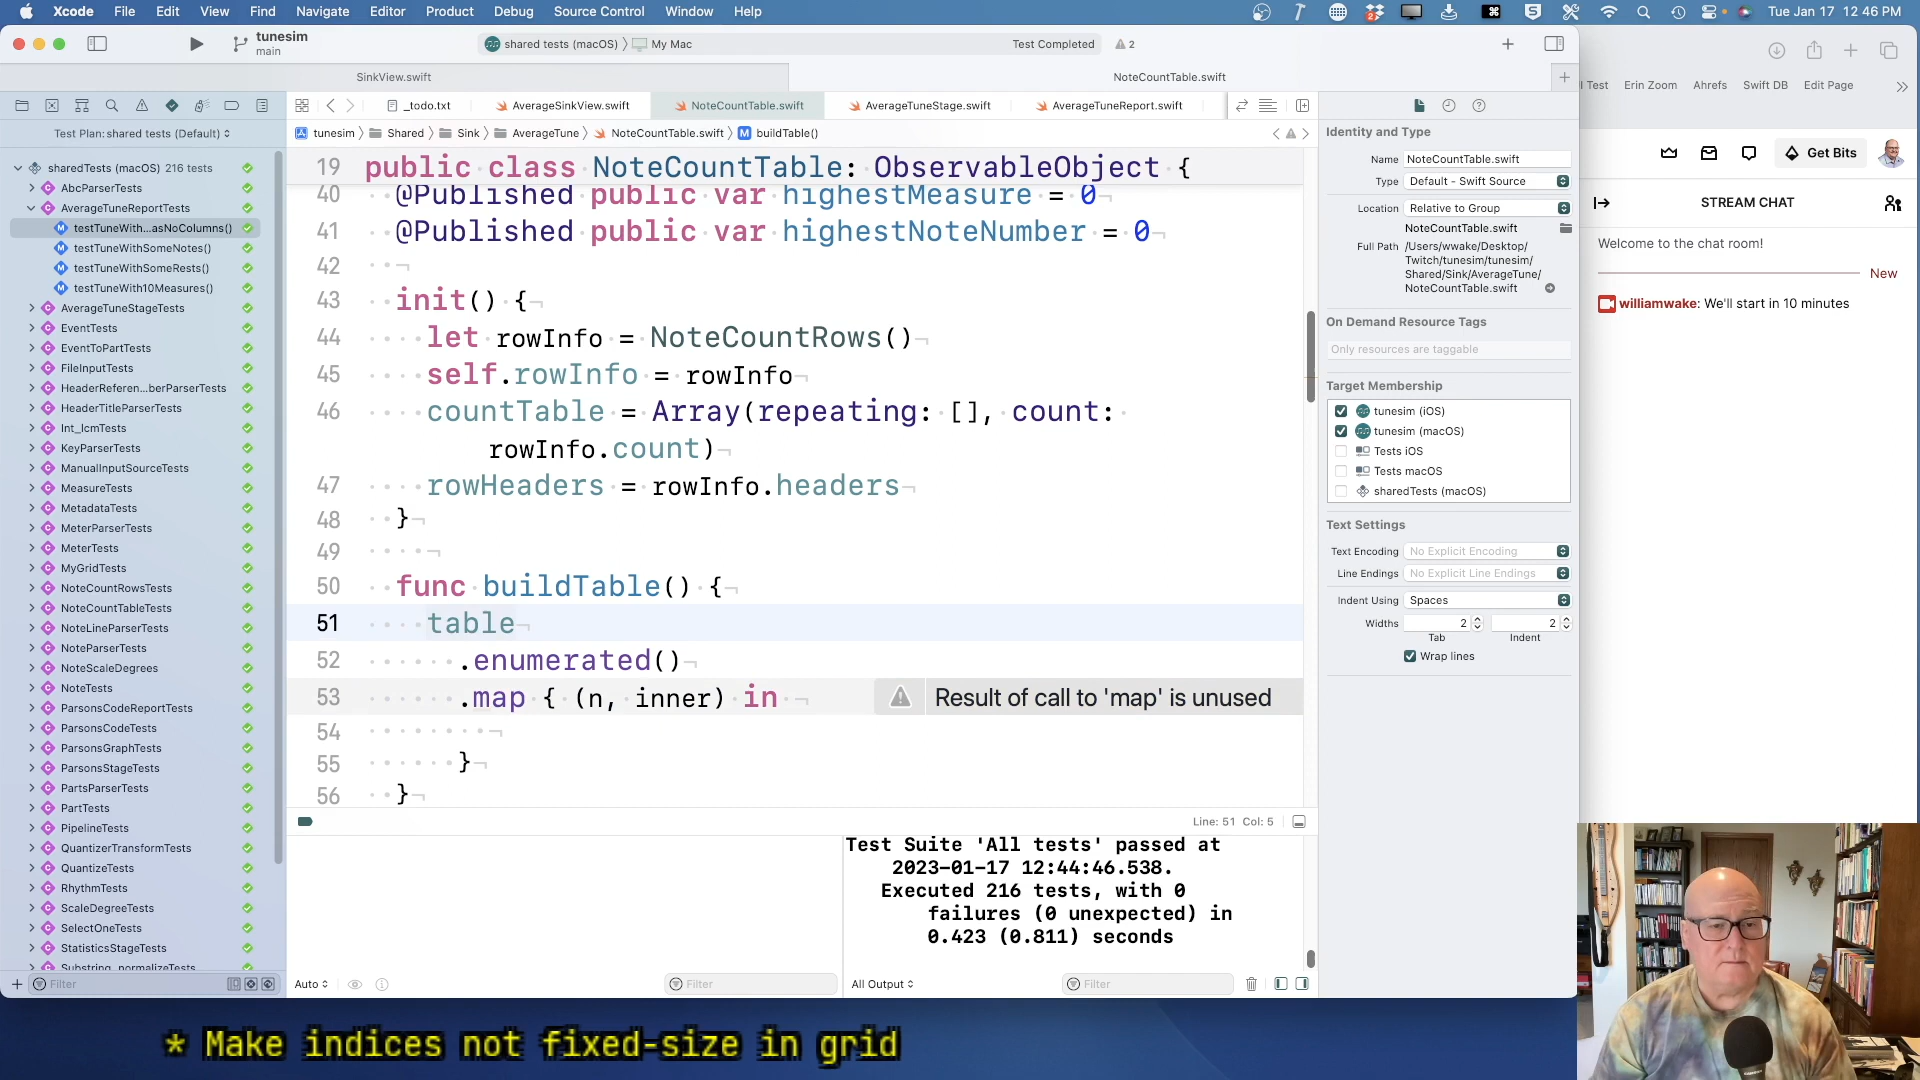 Xcode File Edit View Find Navigate Editor Product Debug Source Control Window Help
Tue Jan 17 12:46 PM
tunesim
main
shared tests (macOS) My Mac Test Completed 2
SinkView.swift NoteCountTable.swift
_todo.txt AverageSinkView.swift NoteCountTable.swift AverageTuneStage.swift AverageTuneReport.swift
Test Plan: shared tests (Default)
tunesim Shared Sink AverageTune NoteCountTable.swift buildTable()
sharedTests (macOS) 216 tests
AbcParserTests
AverageTuneReportTests
testTuneWith...asNoColumns()
testTuneWithSomeNotes()
testTuneWithSomeRests()
testTuneWith10Measures()
AverageTuneStageTests
EventTests
EventToPartTests
FileInputTests
HeaderReferen...berParserTests
HeaderTitleParserTests
Int_lcmTests
KeyParserTests
ManualInputSourceTests
MeasureTests
MetadataTests
MeterParserTests
MeterTests
MyGridTests
NoteCountRowsTests
NoteCountTableTests
NoteLineParserTests
NoteParserTests
NoteScaleDegrees
NoteTests
ParsonsCodeReportTests
ParsonsCodeTests
ParsonsGraphTests
ParsonsStageTests
PartsParserTests
PartTests
PipelineTests
QuantizerTransformTests
QuantizeTests
RhythmTests
ScaleDegreeTests
SelectOneTests
StatisticsStageTests
Substring_normalizeTests
Filter
19 public class NoteCountTable: ObservableObject {
40 @Published public var highestMeasure = 0
41 @Published public var highestNoteNumber = 0
42
43 init() {
44 let rowInfo = NoteCountRows()
45 self.rowInfo = rowInfo
46 countTable = Array(repeating: [], count:
rowInfo.count)
47 rowHeaders = rowInfo.headers
48 }
49
50 func buildTable() {
51 table
52 .enumerated()
53 .map { (n, inner) in
Result of call to 'map' is unused
54
55 }
56 }
Line: 51 Col: 5
Test Suite 'All tests' passed at
2023-01-17 12:44:46.538.
Executed 216 tests, with 0
failures (0 unexpected) in
0.423 (0.811) seconds
Auto Filter All Output Filter
Identity and Type
Name NoteCountTable.swift
Type Default - Swift Source
Location Relative to Group
NoteCountTable.swift
Full Path /Users/wwake/Desktop/
Twitch/tunesim/tunesim/
Shared/Sink/AverageTune/
NoteCountTable.swift
On Demand Resource Tags
Only resources are taggable
Target Membership
tunesim (iOS)
tunesim (macOS)
Tests iOS
Tests macOS
sharedTests (macOS)
Text Settings
Text Encoding No Explicit Encoding
Line Endings No Explicit Line Endings
Indent Using Spaces
Widths 2 2
Tab Indent
Wrap lines
Test Erin Zoom Ahrefs Swift DB Edit Page
Get Bits
STREAM CHAT
Welcome to the chat room!
New
williamwake: We'll start in 10 minutes
* Make indices not fixed-size in grid